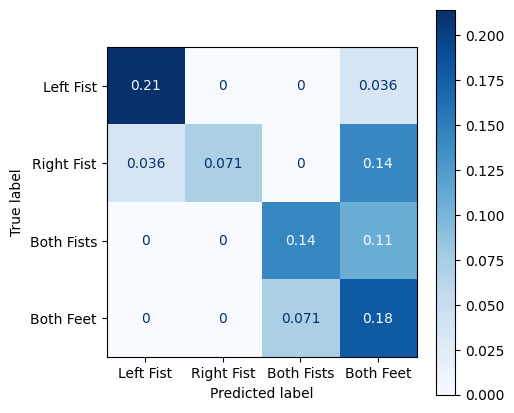 Left Fist 0.21 0 0 0.036
Right Fist 0.036 0.071 0 0.14
Both Fists 0 0 0.14 0.11
Both Feet 0 0 0.071 0.18
Left Fist Right Fist Both Fists Both Feet
Predicted label
True label
0.200
0.175
0.150
0.125
0.100
0.075
0.050
0.025
0.000